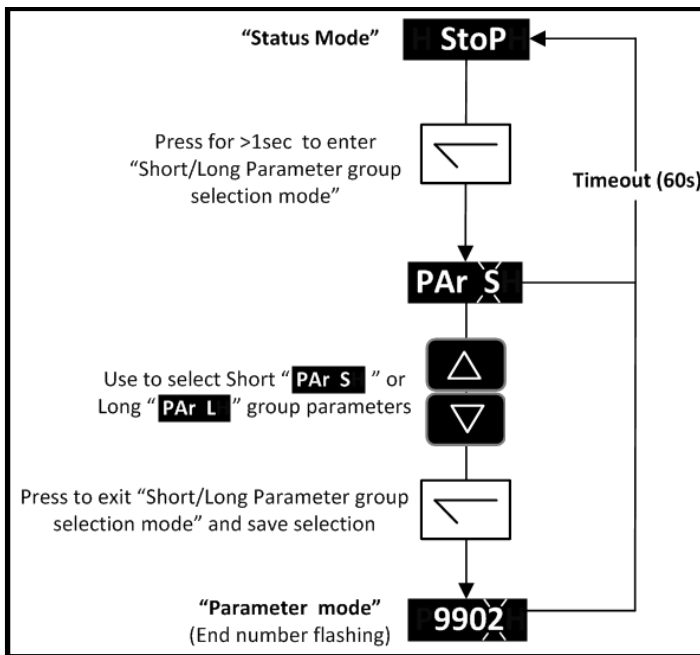 “Status Mode”
StoP
Press for >1sec to enter
“Short/Long Parameter group
selection mode”
Timeout (60s)
PAr S
Use to select Short “ PAr S ” or
Long “ PAr L ” group parameters
Press to exit “Short/Long Parameter group
selection mode” and save selection
“Parameter mode”
(End number flashing)
9902